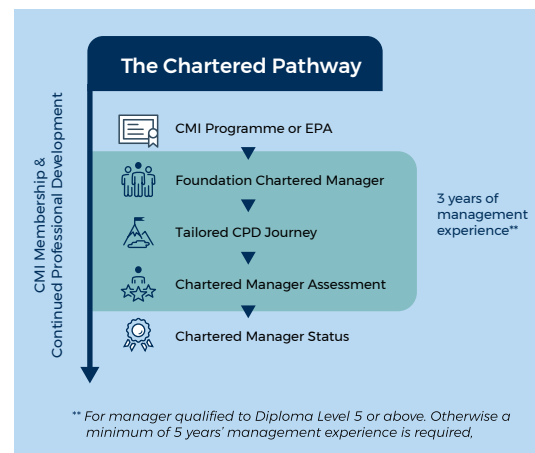 The Chartered Pathway
CMI Membership &
Continued Professional Development
CMI Programme or EPA
Foundation Chartered Manager
Tailored CPD Journey
Chartered Manager Assessment
Chartered Manager Status
3 years of
management
experience**
** For manager qualified to Diploma Level 5 or above. Otherwise a
minimum of 5 years' management experience is required,